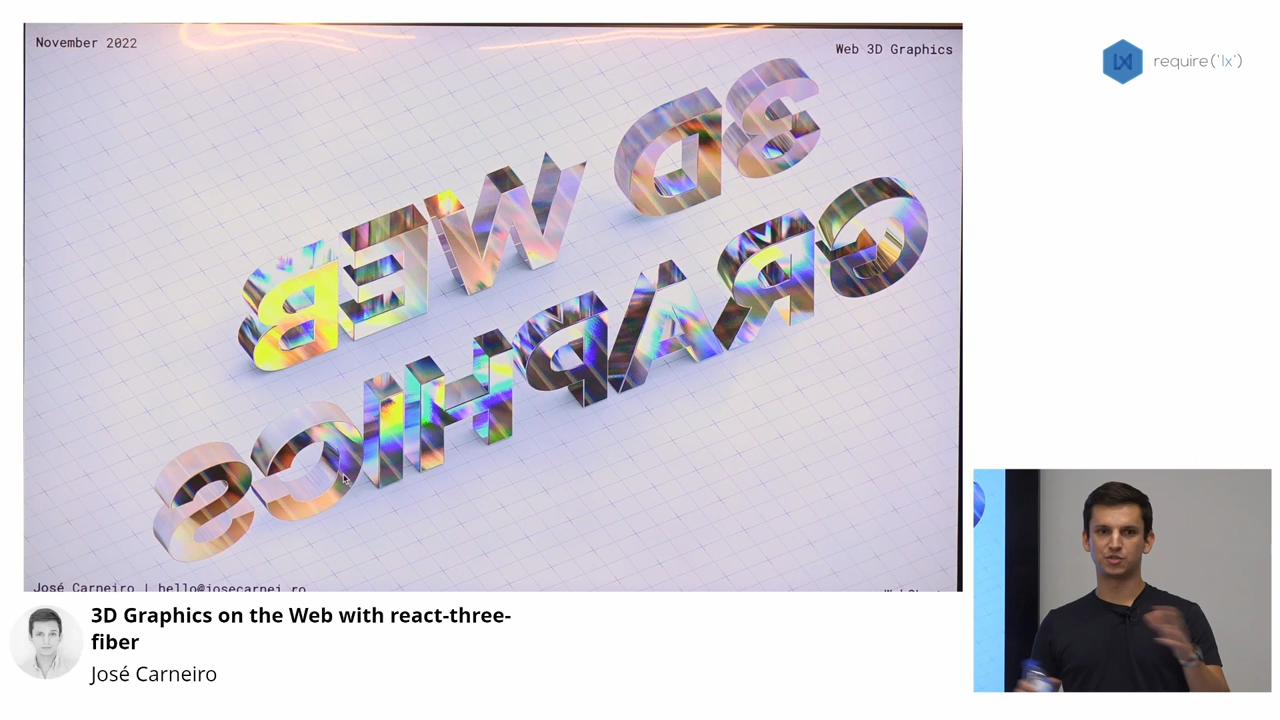 November 2022
Web 3D Graphics
3D WEB
GRAPHICS
José Carneiro | hello@josecarnei.ro
3D Graphics on the Web with react-three-
fiber
José Carneiro
require('lx')
LX